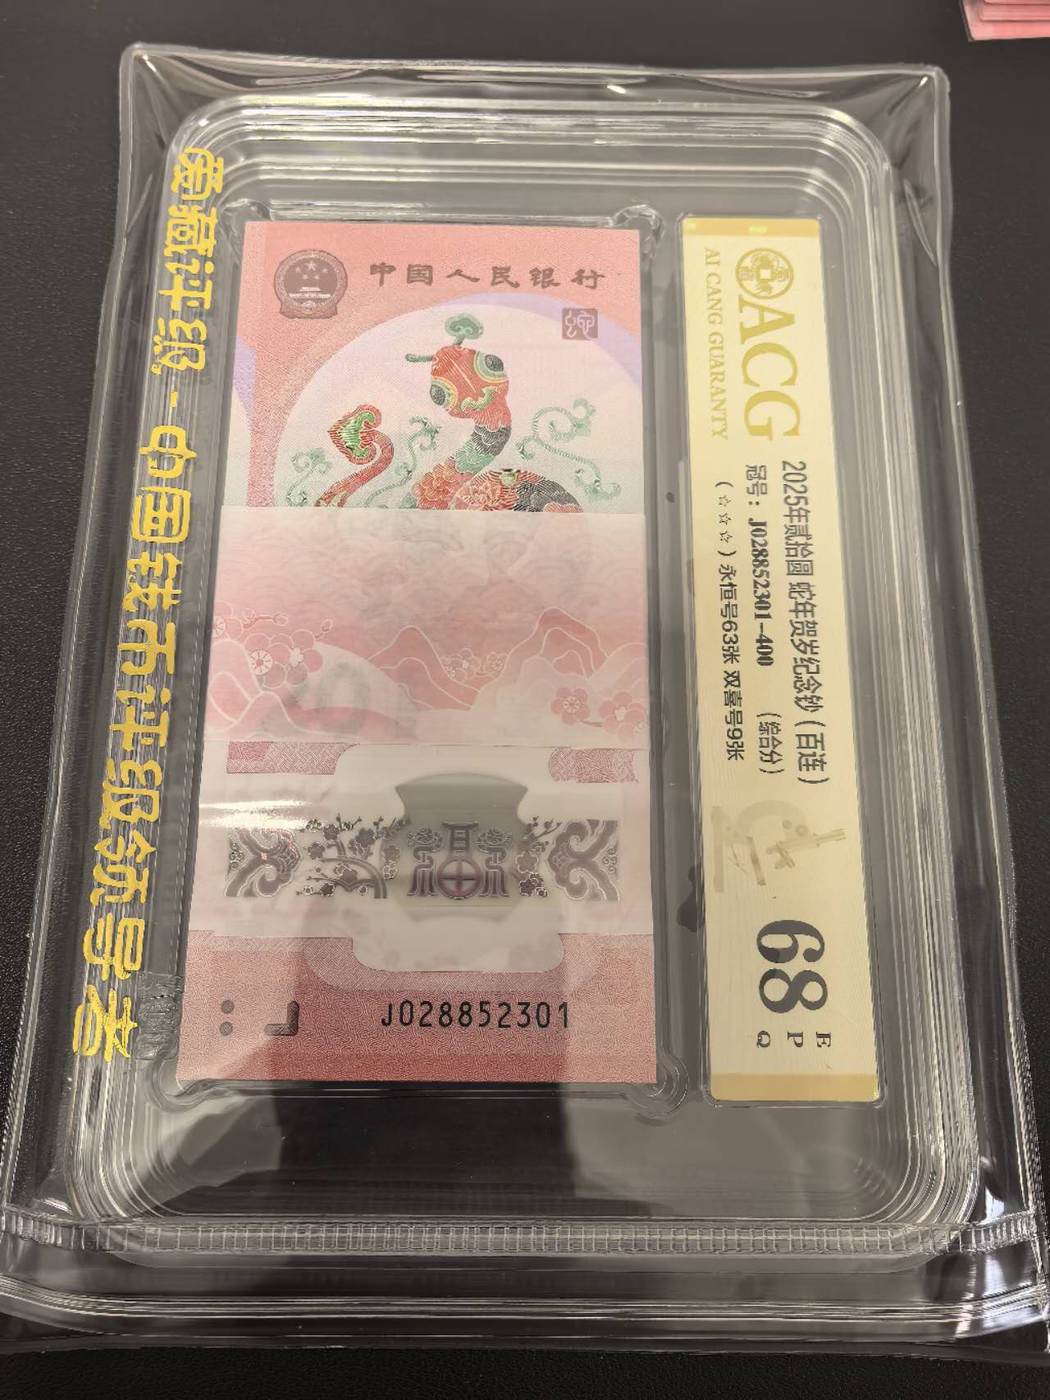 爱藏评级 - 中国钱币评级领导者
中国人民银行
J028852301
ACG
AI CANG GUARANTY
2025年贰拾圆 蛇年贺岁纪念钞（百连）
冠号：J028852301-400 （综合分）
（☆☆☆）永恒号63张 双喜号9张
68
E
P
Q